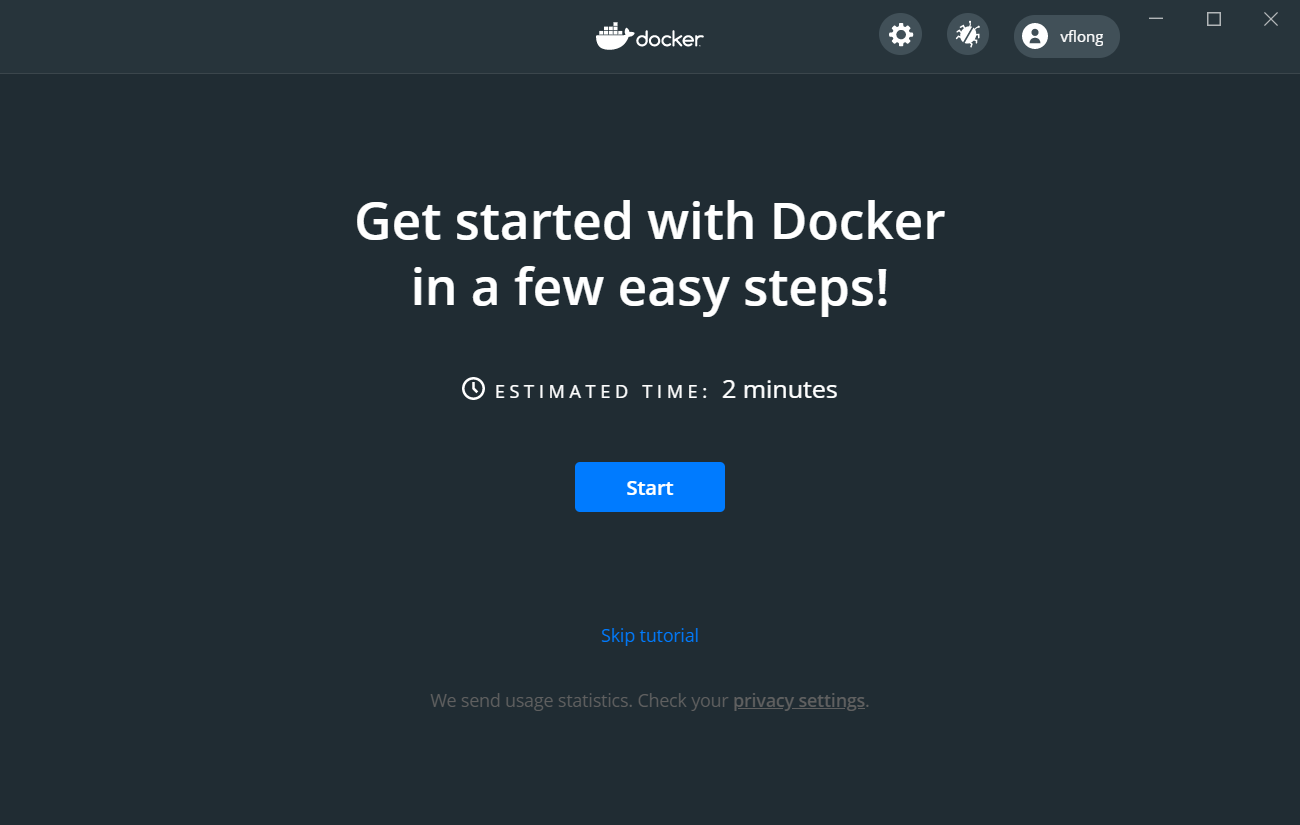 docker
vflong
Get started with Docker
in a few easy steps!
ESTIMATED TIME: 2 minutes
Start
Skip tutorial
We send usage statistics. Check your privacy settings.